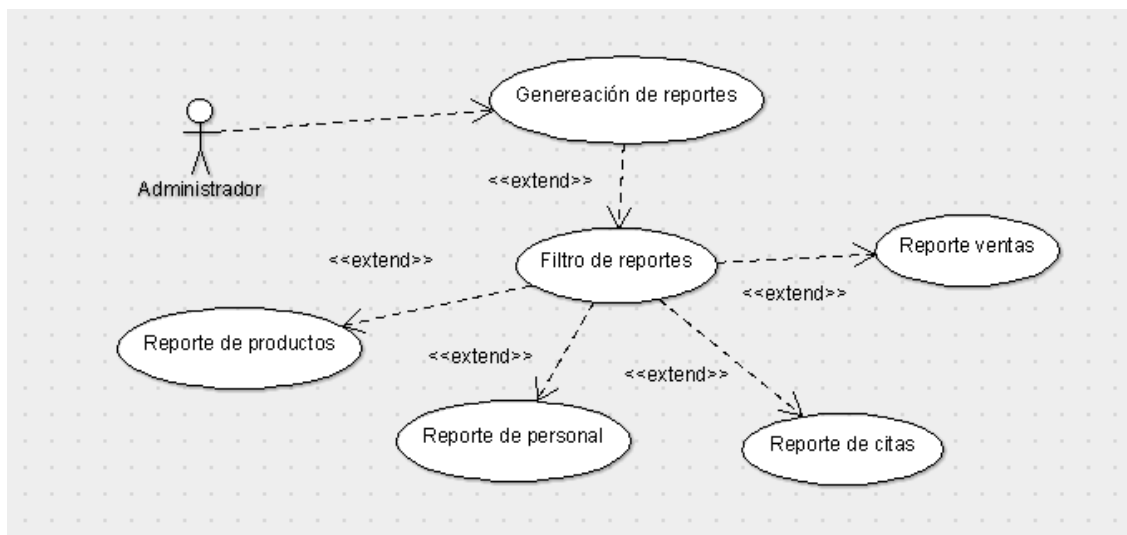 Genereación de reportes
Administrador
<<extend>>
Filtro de reportes
Reporte ventas
<<extend>>
<<extend>>
Reporte de productos
<<extend>>
<<extend>>
Reporte de personal
Reporte de citas